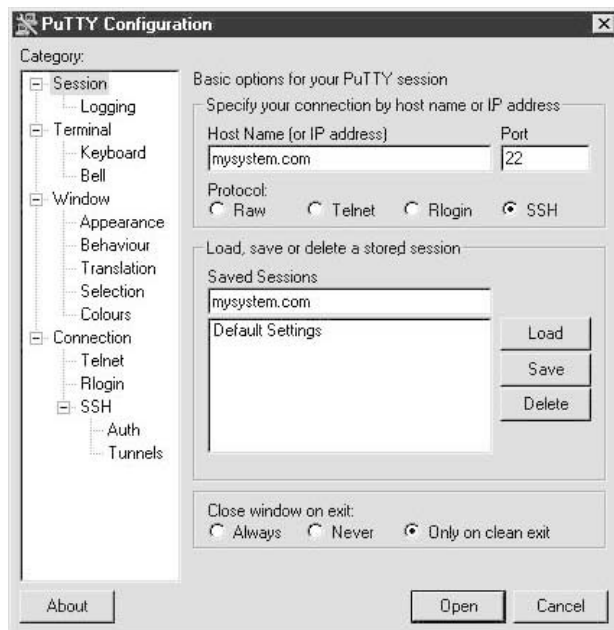 PuTTY Configuration
Category:
Session
Logging
Terminal
Keyboard
Bell
Window
Appearance
Behaviour
Translation
Selection
Colours
Connection
Telnet
Rlogin
SSH
Auth
Tunnels
Basic options for your PuTTY session
Specify your connection by host name or IP address
Host Name (or IP address) Port
mysystem.com 22
Protocol:
Raw Telnet Rlogin SSH
Load, save or delete a stored session
Saved Sessions
mysystem.com
Default Settings
Load
Save
Delete
Close window on exit:
Always Never Only on clean exit
About Open Cancel